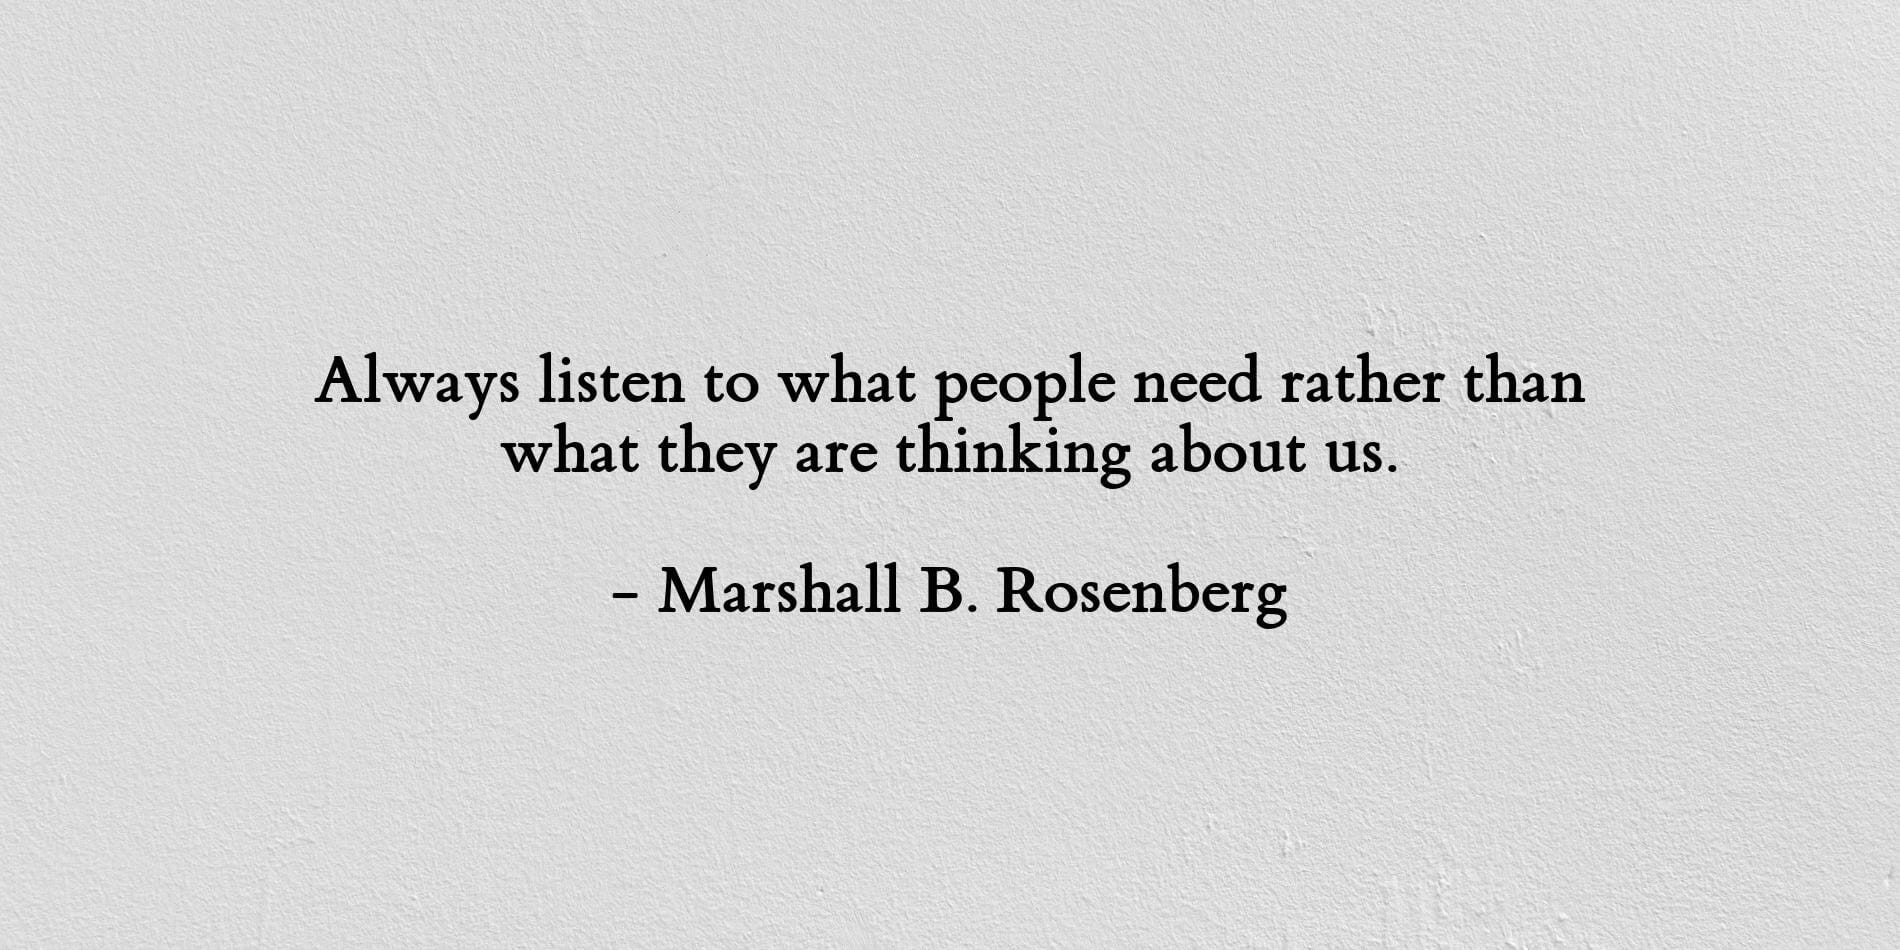 Always listen to what people need rather than
what they are thinking about us.
– Marshall B. Rosenberg